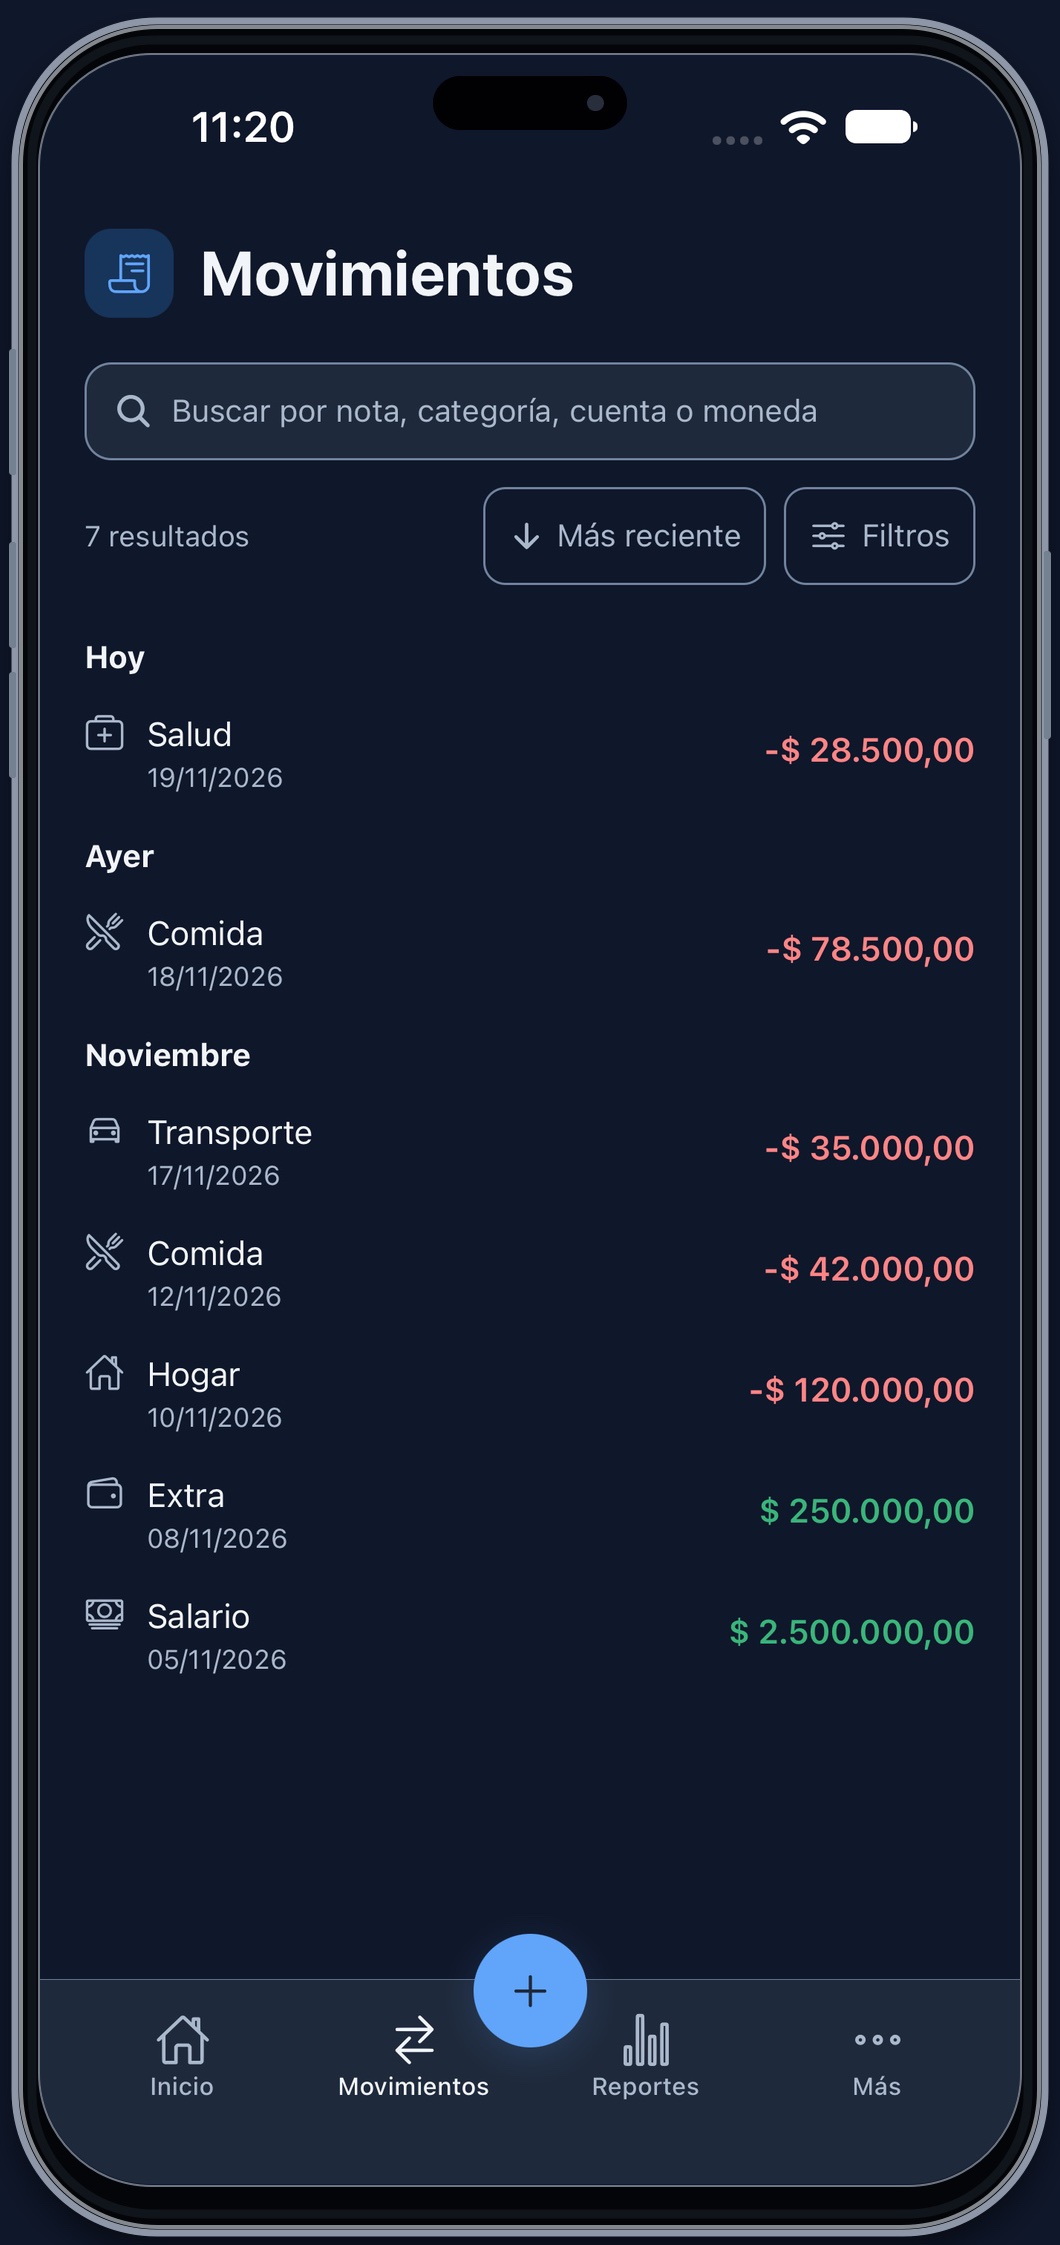 11:20
Movimientos
Buscar por nota, categoría, cuenta o moneda
7 resultados
Más reciente
Filtros
Hoy
Salud
-$ 28.500,00
19/11/2026
Ayer
Comida
-$ 78.500,00
18/11/2026
Noviembre
Transporte
-$ 35.000,00
17/11/2026
Comida
-$ 42.000,00
12/11/2026
Hogar
-$ 120.000,00
10/11/2026
Extra
$ 250.000,00
08/11/2026
Salario
$ 2.500.000,00
05/11/2026
Inicio
Movimientos
Reportes
Más